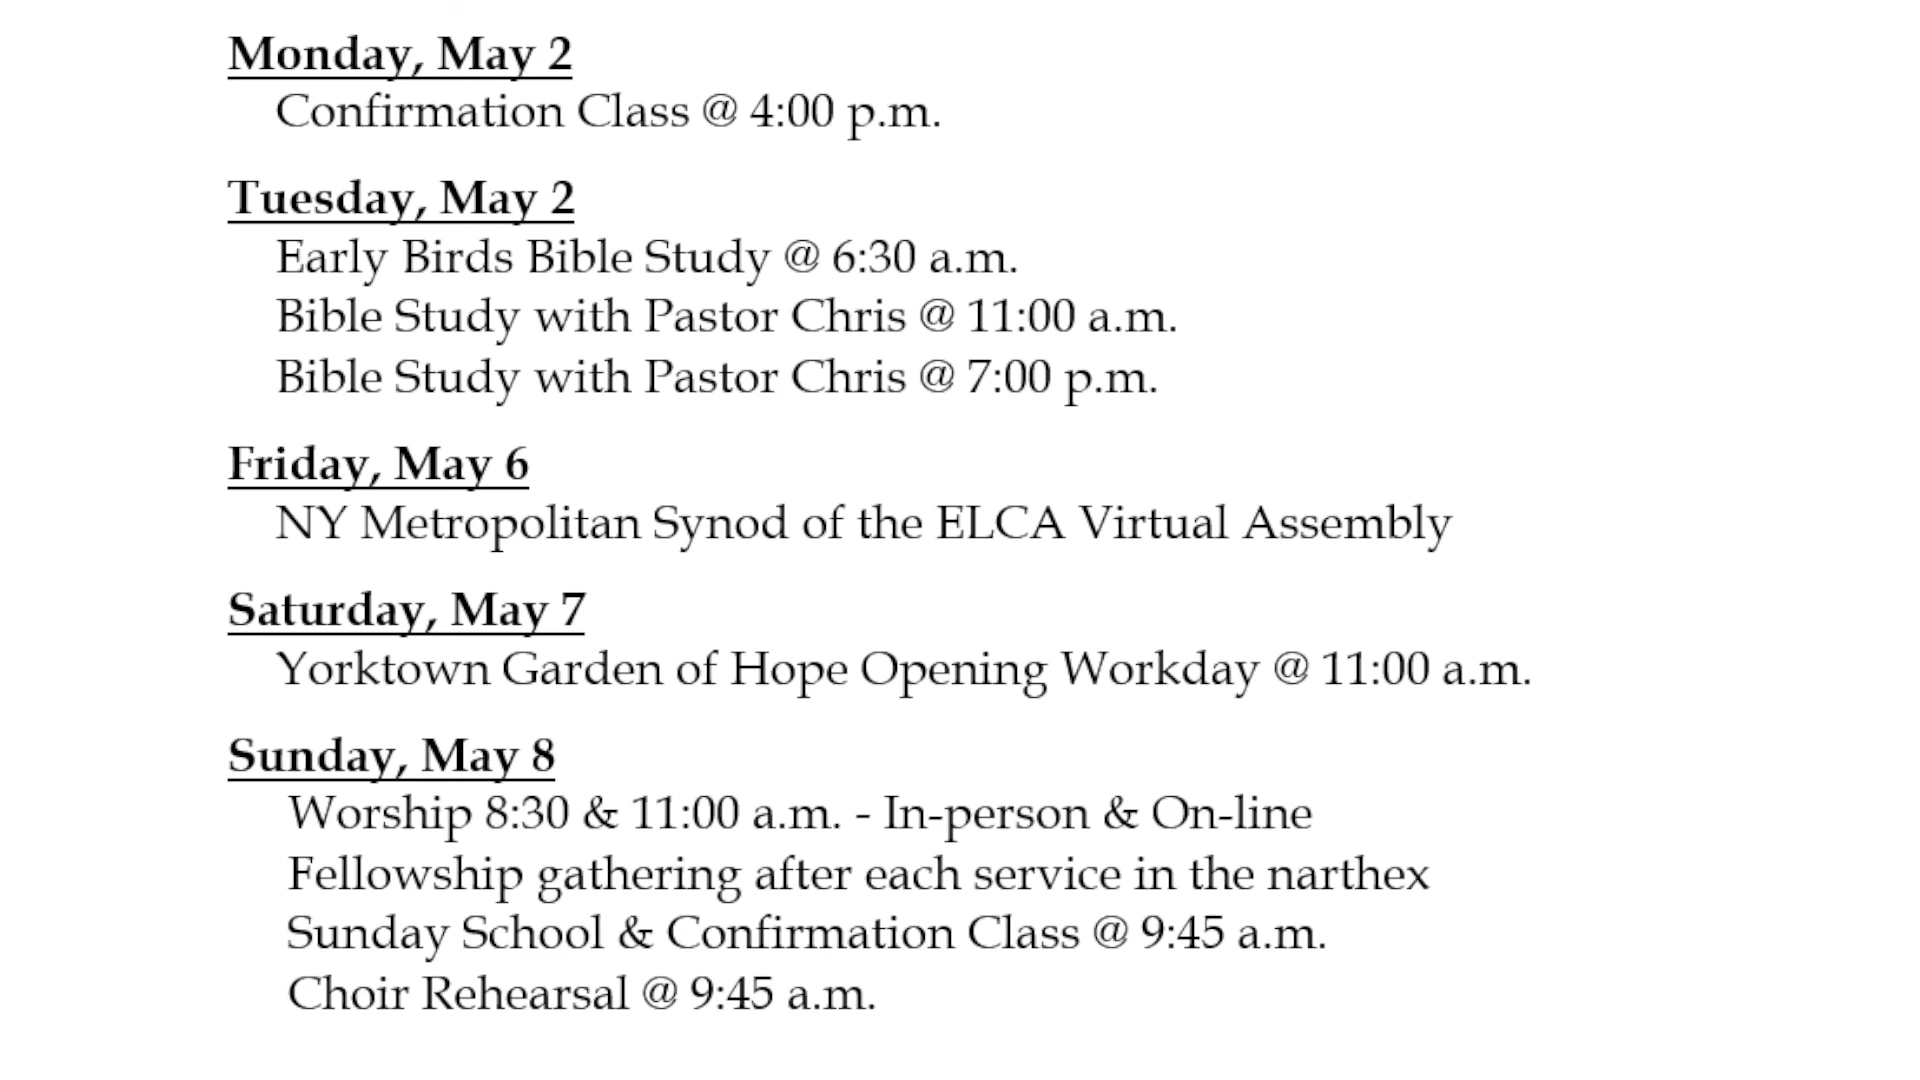 Monday, May 2
Confirmation Class @ 4:00 p.m.
Tuesday, May 2
Early Birds Bible Study @ 6:30 a.m.
Bible Study with Pastor Chris @ 11:00 a.m.
Bible Study with Pastor Chris @ 7:00 p.m.
Friday, May 6
NY Metropolitan Synod of the ELCA Virtual Assembly
Saturday, May 7
Yorktown Garden of Hope Opening Workday @ 11:00 a.m.
Sunday, May 8
Worship 8:30 & 11:00 a.m. - In-person & On-line
Fellowship gathering after each service in the narthex
Sunday School & Confirmation Class @ 9:45 a.m.
Choir Rehearsal @ 9:45 a.m.